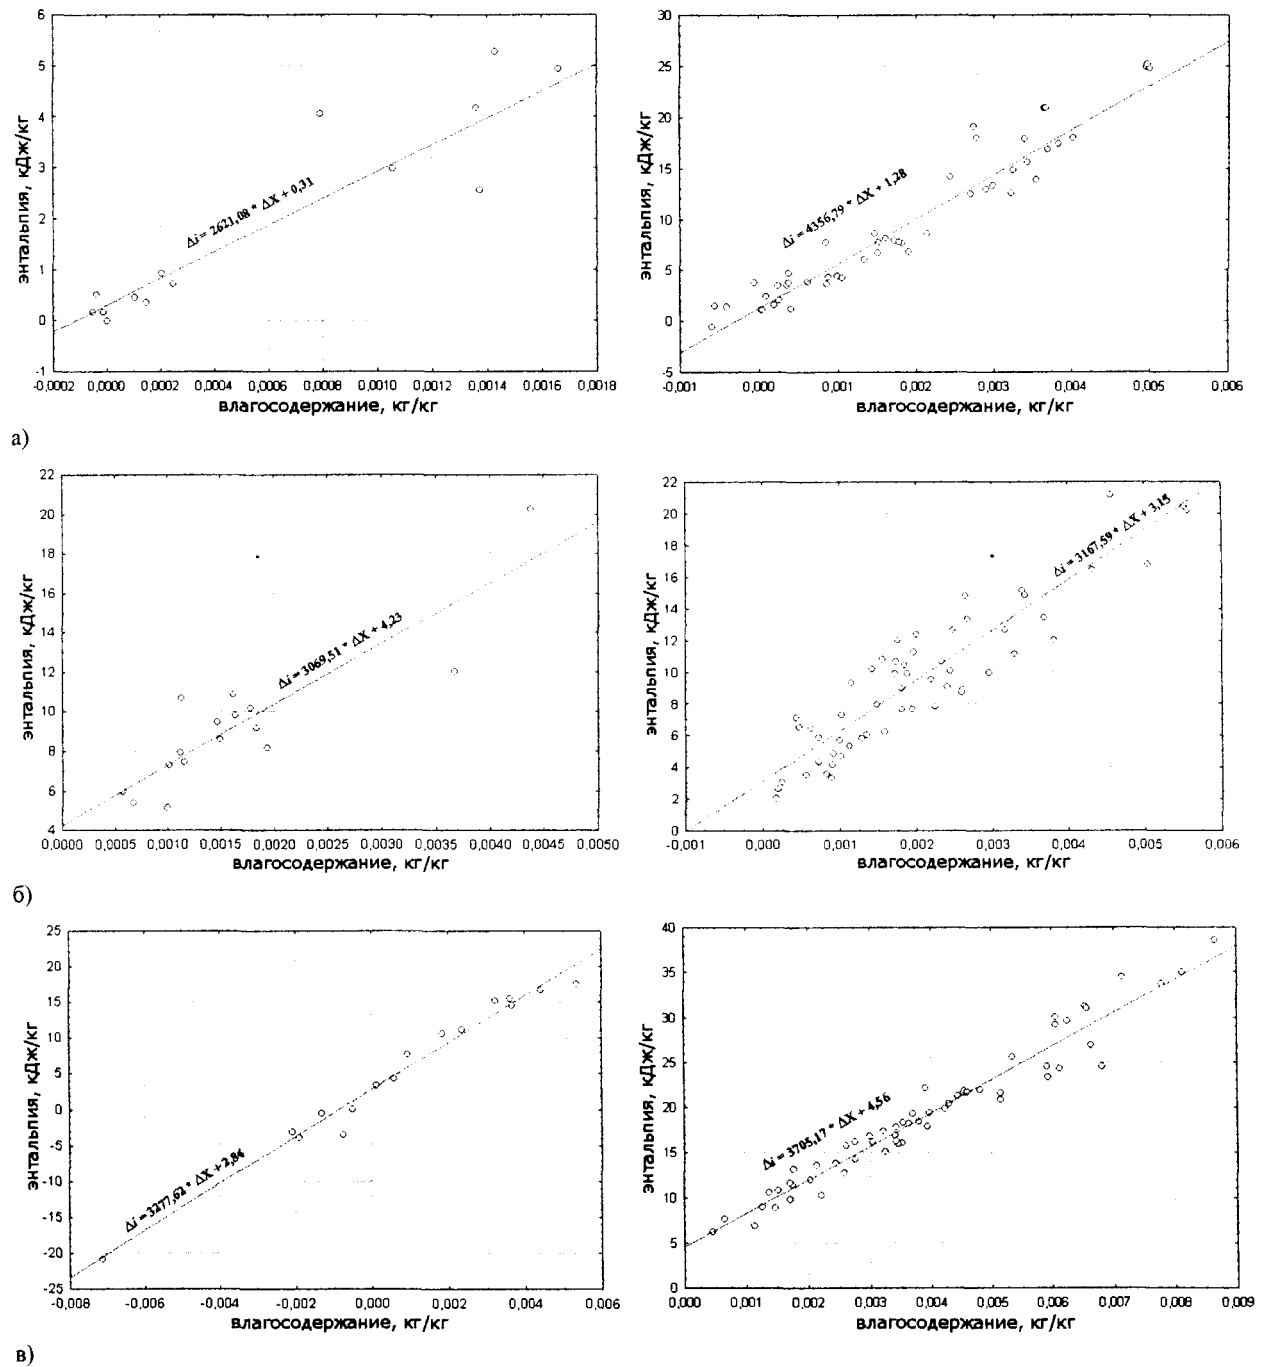 6
5
4
3
2
1
0
-1
энтальпия, кДж/кг
Δi = 2621,08 * ΔX + 0,31
-0,0002 0,0000 0,0002 0,0004 0,0006 0,0008 0,0010 0,0012 0,0014 0,0016 0,0018
влагосодержание, кг/кг
30
25
20
15
10
5
0
-5
энтальпия, кДж/кг
Δi = 4356,79 * ΔX + 1,28
-0,001 0,000 0,001 0,002 0,003 0,004 0,005 0,006
влагосодержание, кг/кг
а)
22
20
18
16
14
12
10
8
6
4
энтальпия, кДж/кг
Δi = 3069,51 * ΔX + 4,23
0,0000 0,0005 0,0010 0,0015 0,0020 0,0025 0,0030 0,0035 0,0040 0,0045 0,0050
влагосодержание, кг/кг
22
20
18
16
14
12
10
8
6
4
2
0
энтальпия, кДж/кг
Δi = 3167,59 * ΔX + 3,15
-0,001 0,000 0,001 0,002 0,003 0,004 0,005 0,006
влагосодержание, кг/кг
б)
25
20
15
10
5
0
-5
-10
-15
-20
-25
энтальпия, кДж/кг
Δi = 3277,62 * ΔX + 2,84
-0,008 -0,006 -0,004 -0,002 0,000 0,002 0,004 0,006
влагосодержание, кг/кг
40
35
30
25
20
15
10
5
0
энтальпия, кДж/кг
Δi = 3705,17 * ΔX + 4,56
0,000 0,001 0,002 0,003 0,004 0,005 0,006 0,007 0,008 0,009
влагосодержание, кг/кг
в)